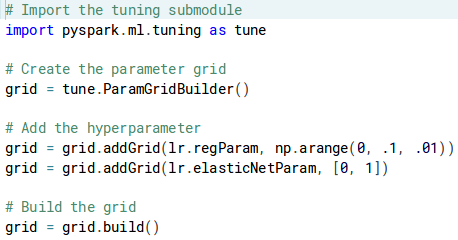 # Import the tuning submodule
import pyspark.ml.tuning as tune
# Create the parameter grid
grid = tune.ParamGridBuilder()
# Add the hyperparameter
grid = grid.addGrid(lr.regParam, np.arange(0, .1, .01))
grid = grid.addGrid(lr.elasticNetParam, [0, 1])
# Build the grid
grid = grid.build()